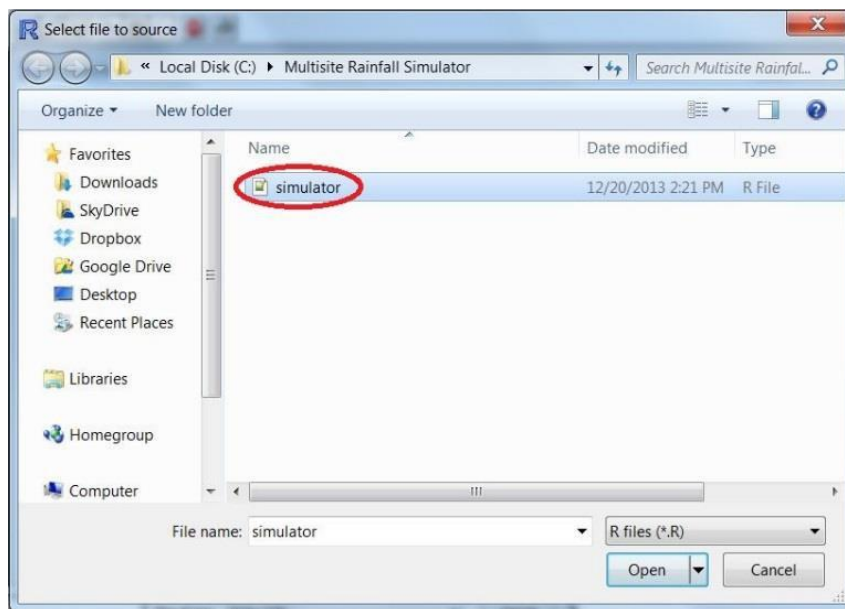 Select file to source
« Local Disk (C:) ▸ Multisite Rainfall Simulator
Search Multisite Rainfal...
Organize New folder
Name Date modified Type
simulator 12/20/2013 2:21 PM R File
Favorites
Downloads
SkyDrive
Dropbox
Google Drive
Desktop
Recent Places
Libraries
Homegroup
Computer
File name: simulator R files (*.R)
Open Cancel